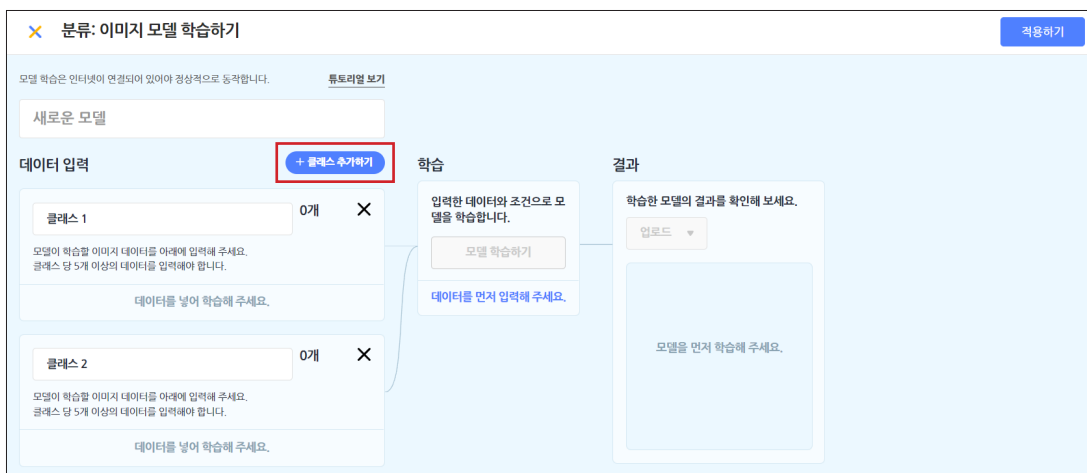 분류: 이미지 모델 학습하기
적용하기
모델 학습은 인터넷이 연결되어 있어야 정상적으로 동작합니다.
튜토리얼 보기
새로운 모델
데이터 입력
+ 클래스 추가하기
클래스 1
0개
모델이 학습할 이미지 데이터를 아래에 입력해 주세요.
클래스 당 5개 이상의 데이터를 입력해야 합니다.
데이터를 넣어 학습해 주세요.
클래스 2
0개
모델이 학습할 이미지 데이터를 아래에 입력해 주세요.
클래스 당 5개 이상의 데이터를 입력해야 합니다.
데이터를 넣어 학습해 주세요.
학습
입력한 데이터와 조건으로 모
델을 학습합니다.
모델 학습하기
데이터를 먼저 입력해 주세요.
결과
학습한 모델의 결과를 확인해 보세요.
업로드
모델을 먼저 학습해 주세요.